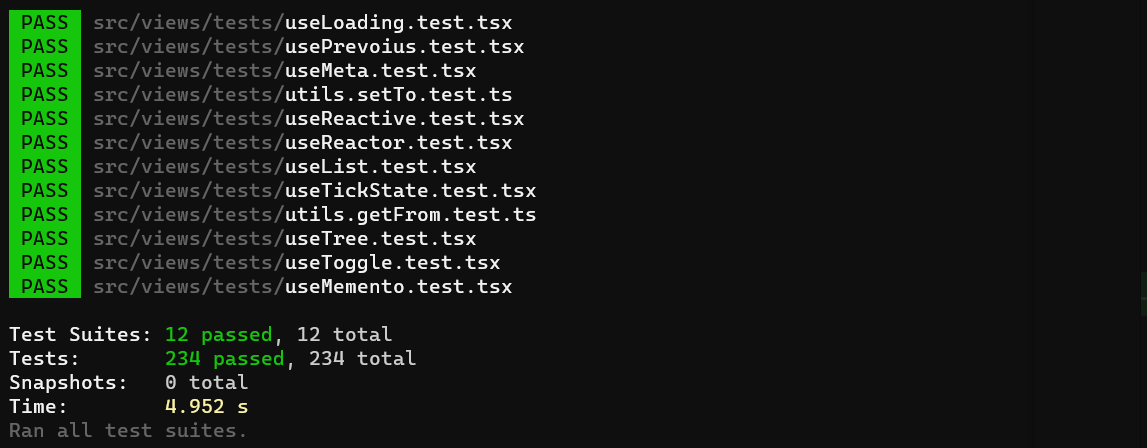 PASS src/views/tests/useLoading.test.tsx
PASS src/views/tests/usePrevoius.test.tsx
PASS src/views/tests/useMeta.test.tsx
PASS src/views/tests/utils.setTo.test.ts
PASS src/views/tests/useReactive.test.tsx
PASS src/views/tests/useReactor.test.tsx
PASS src/views/tests/useList.test.tsx
PASS src/views/tests/useTickState.test.tsx
PASS src/views/tests/utils.getFrom.test.ts
PASS src/views/tests/useTree.test.tsx
PASS src/views/tests/useToggle.test.tsx
PASS src/views/tests/useMemento.test.tsx
Test Suites: 12 passed, 12 total
Tests: 234 passed, 234 total
Snapshots: 0 total
Time: 4.952 s
Ran all test suites.